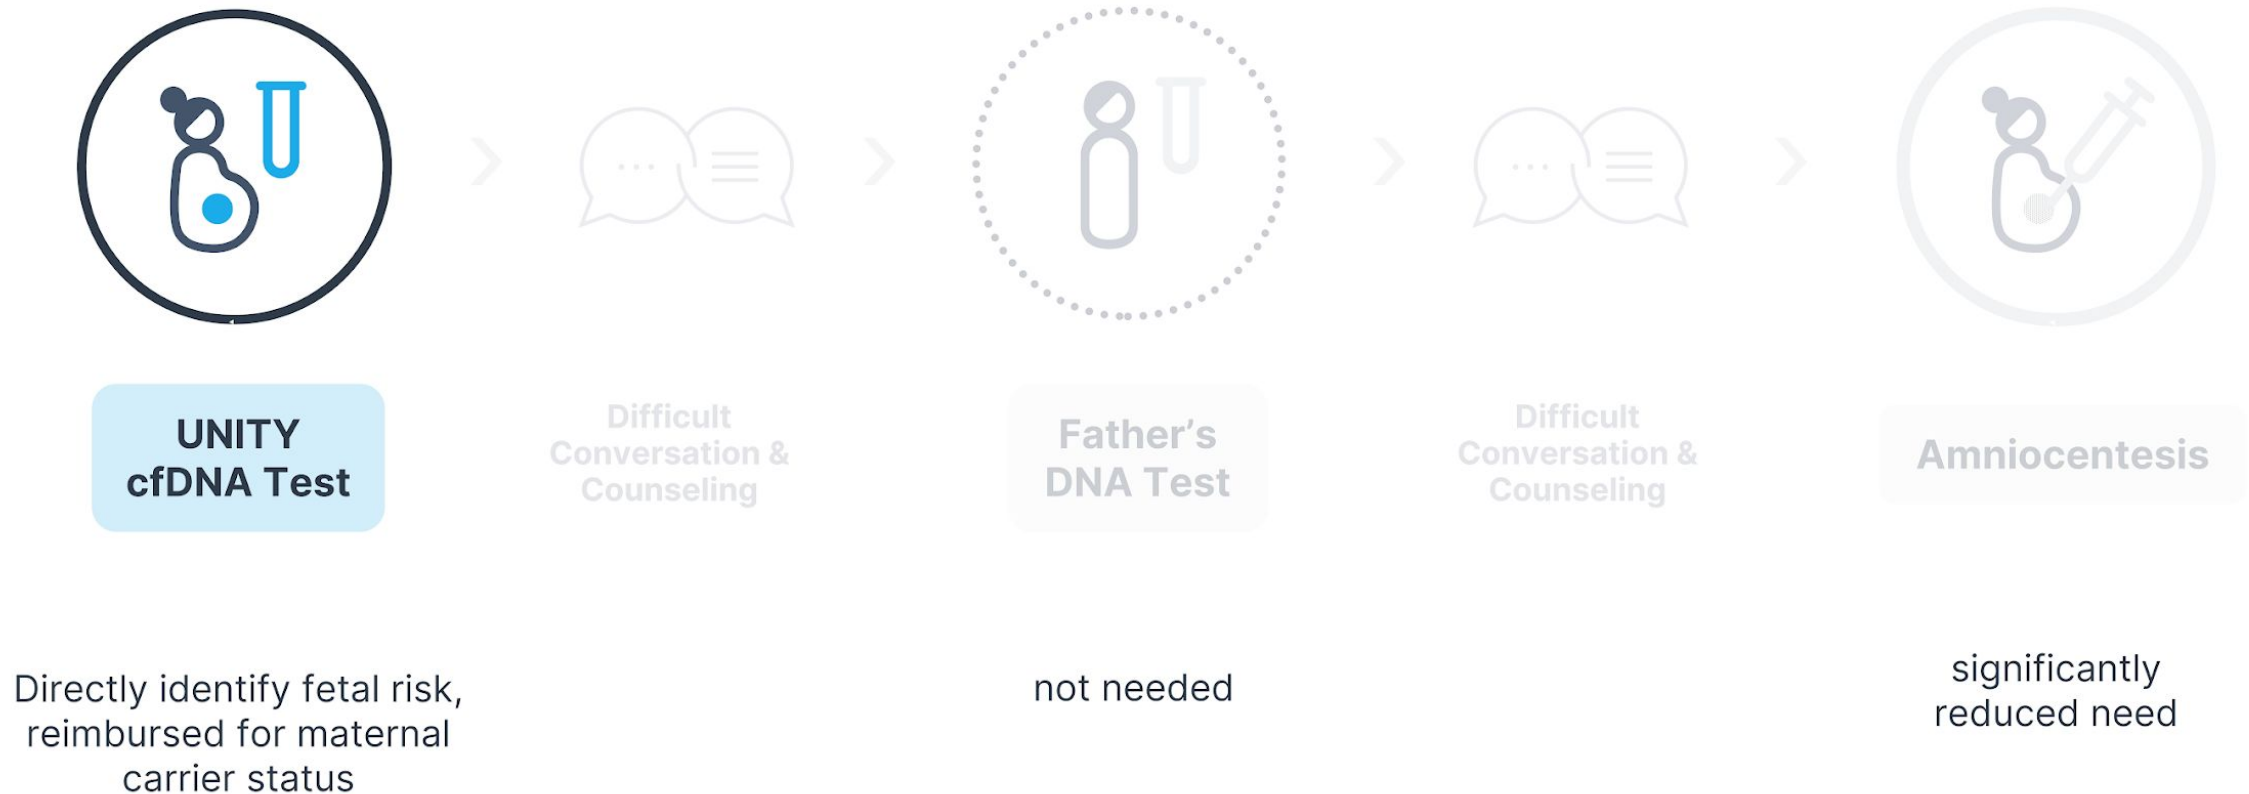 UNITY
cfDNA Test
Difficult
Conversation &
Counseling
Father’s
DNA Test
Difficult
Conversation &
Counseling
Amniocentesis
Directly identify fetal risk,
reimbursed for maternal
carrier status
not needed
significantly
reduced need